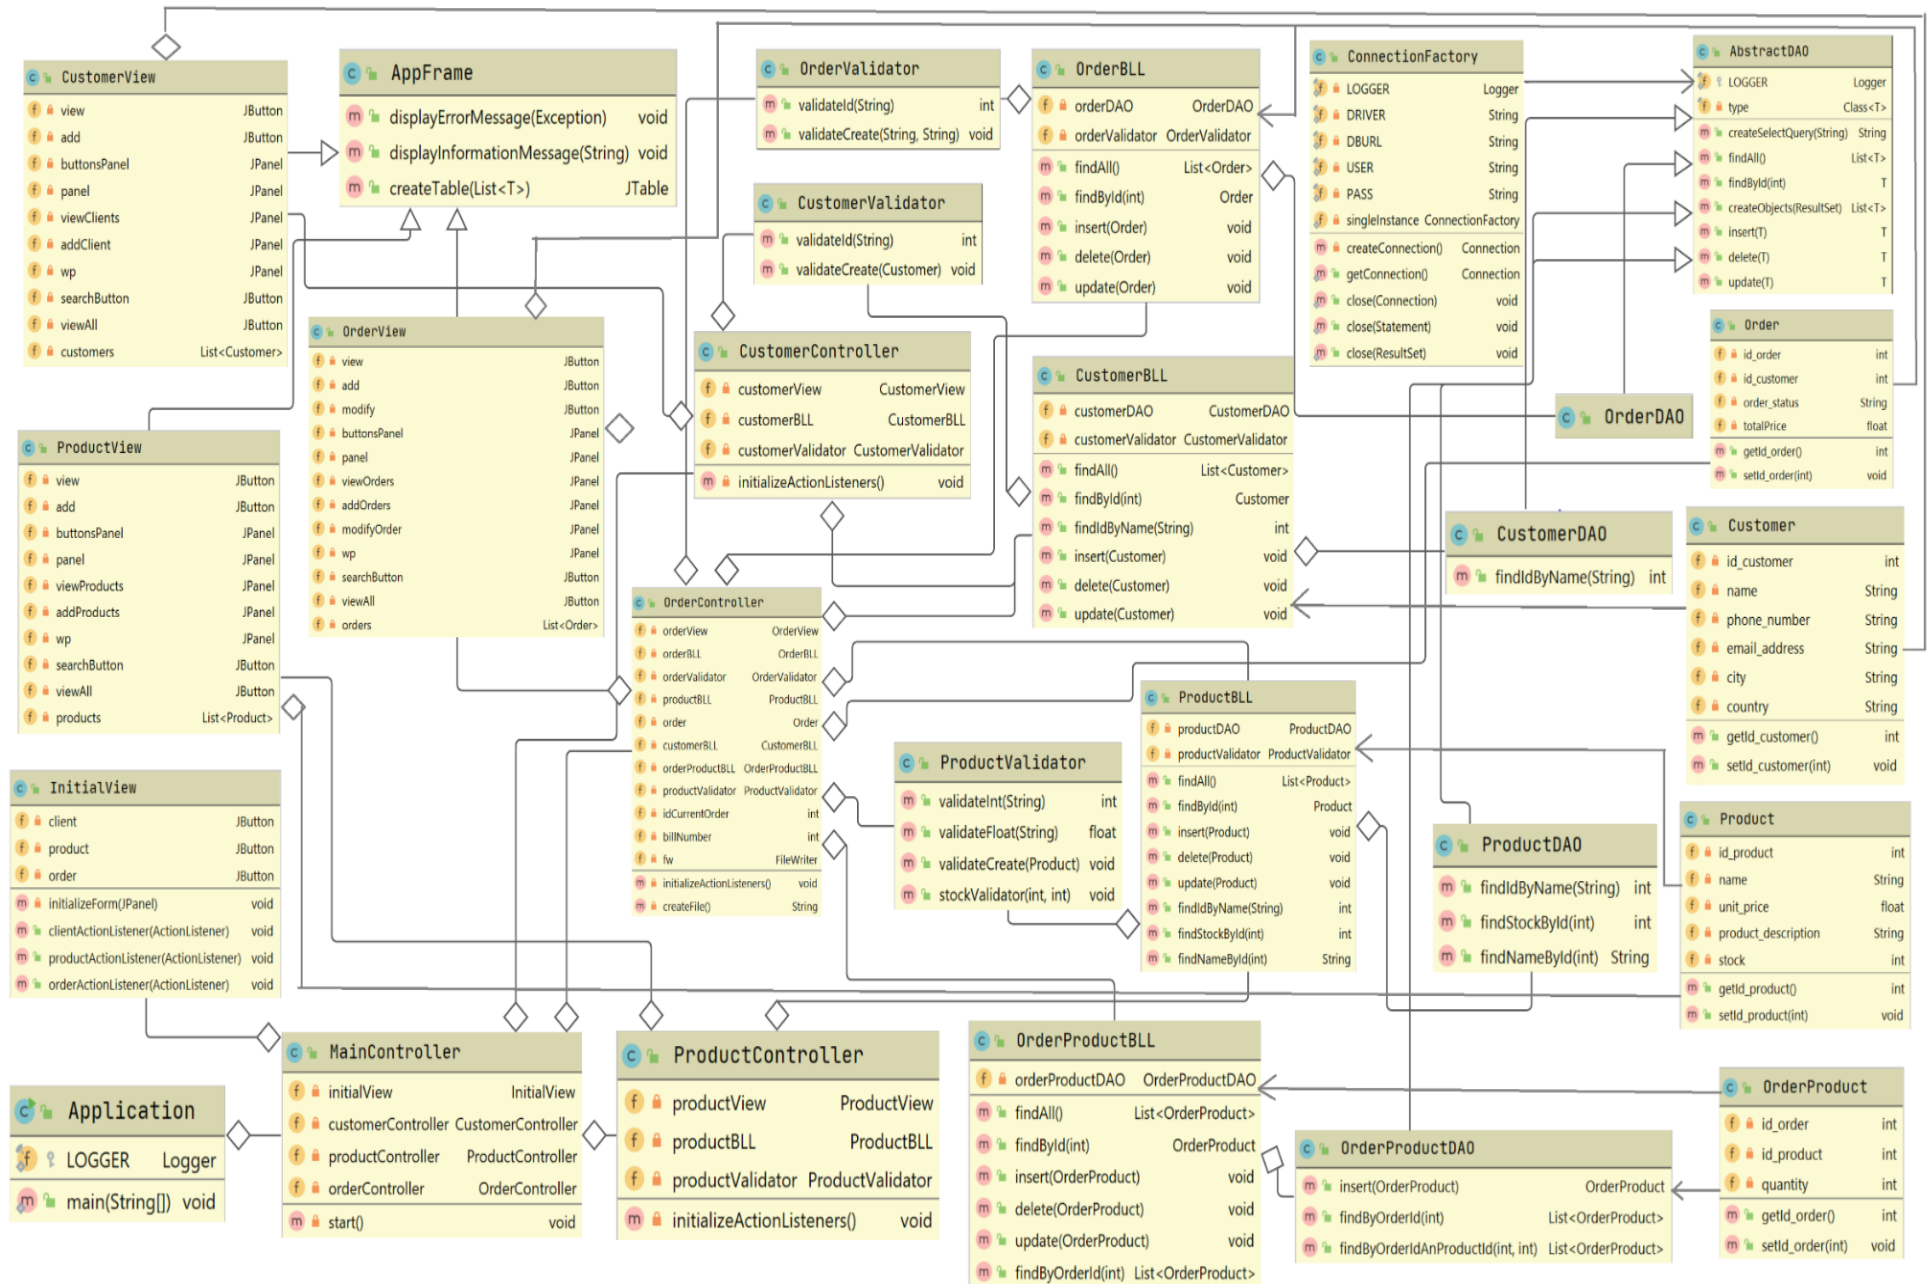 CustomerView
view JButton
add JButton
buttonsPanel JPanel
panel JPanel
viewClients JPanel
addClient JPanel
wp JPanel
searchButton JButton
viewAll JButton
customers List<Customer>
AppFrame
displayErrorMessage(Exception) void
displayInformationMessage(String) void
createTable(List<T>) JTable
OrderValidator
validateId(String) int
validateCreate(String, String) void
OrderBLL
orderDAO OrderDAO
orderValidator OrderValidator
findAll() List<Order>
findById(int) Order
insert(Order) void
delete(Order) void
update(Order) void
ConnectionFactory
LOGGER Logger
DRIVER String
DBURL String
USER String
PASS String
singleInstance ConnectionFactory
createConnection() Connection
getConnection() Connection
close(Connection) void
close(Statement) void
close(ResultSet) void
AbstractDAO
LOGGER Logger
type Class<T>
createSelectQuery(String) String
findAll() List<T>
findById(int) T
createObjects(ResultSet) List<T>
insert(T) T
delete(T) T
update(T) T
CustomerValidator
validateId(String) int
validateCreate(Customer) void
OrderView
view JButton
add JButton
modify JButton
buttonsPanel JPanel
panel JPanel
viewOrders JPanel
addOrders JPanel
modifyOrder JPanel
wp JPanel
searchButton JButton
viewAll JButton
orders List<Order>
CustomerController
customerView CustomerView
customerBLL CustomerBLL
customerValidator CustomerValidator
initializeActionListeners() void
CustomerBLL
customerDAO CustomerDAO
customerValidator CustomerValidator
findAll() List<Customer>
findById(int) Customer
findIdByName(String) int
insert(Customer) void
delete(Customer) void
update(Customer) void
Order
id_order int
id_customer int
order_status String
totalPrice float
getId_order() int
setId_order(int) void
OrderDAO
ProductView
view JButton
add JButton
buttonsPanel JPanel
panel JPanel
viewProducts JPanel
addProducts JPanel
wp JPanel
searchButton JButton
viewAll JButton
products List<Product>
CustomerDAO
findIdByName(String) int
Customer
id_customer int
name String
phone_number String
email_address String
city String
country String
getId_customer() int
setId_customer(int) void
OrderController
orderView OrderView
orderBLL OrderBLL
orderValidator OrderValidator
productBLL ProductBLL
order Order
customerBLL CustomerBLL
orderProductBLL OrderProductBLL
productValidator ProductValidator
idCurrentOrder int
billNumber int
fw FileWriter
initializeActionListeners() void
createFile() String
ProductBLL
productDAO ProductDAO
productValidator ProductValidator
findAll() List<Product>
findById(int) Product
insert(Product) void
delete(Product) void
update(Product) void
findIdByName(String) int
findStockById(int) int
findNameById(int) String
ProductValidator
validateInt(String) int
validateFloat(String) float
validateCreate(Product) void
stockValidator(int, int) void
InitialView
client JButton
product JButton
order JButton
initializeForm(JPanel) void
clientActionListener(ActionListener) void
productActionListener(ActionListener) void
orderActionListener(ActionListener) void
ProductDAO
findIdByName(String) int
findStockById(int) int
findNameById(int) String
Product
id_product int
name String
unit_price float
product_description String
stock int
getId_product() int
setId_product(int) void
Application
LOGGER Logger
main(String[]) void
MainController
initialView InitialView
customerController CustomerController
productController ProductController
orderController OrderController
start() void
ProductController
productView ProductView
productBLL ProductBLL
productValidator ProductValidator
initializeActionListeners() void
OrderProductBLL
orderProductDAO OrderProductDAO
findAll() List<OrderProduct>
findById(int) OrderProduct
insert(OrderProduct) void
delete(OrderProduct) void
update(OrderProduct) void
findByOrderId(int) List<OrderProduct>
OrderProductDAO
insert(OrderProduct) OrderProduct
findByOrderId(int) List<OrderProduct>
findByOrderIdAnProductId(int, int) List<OrderProduct>
OrderProduct
id_order int
id_product int
quantity int
getId_order() int
setId_order(int) void